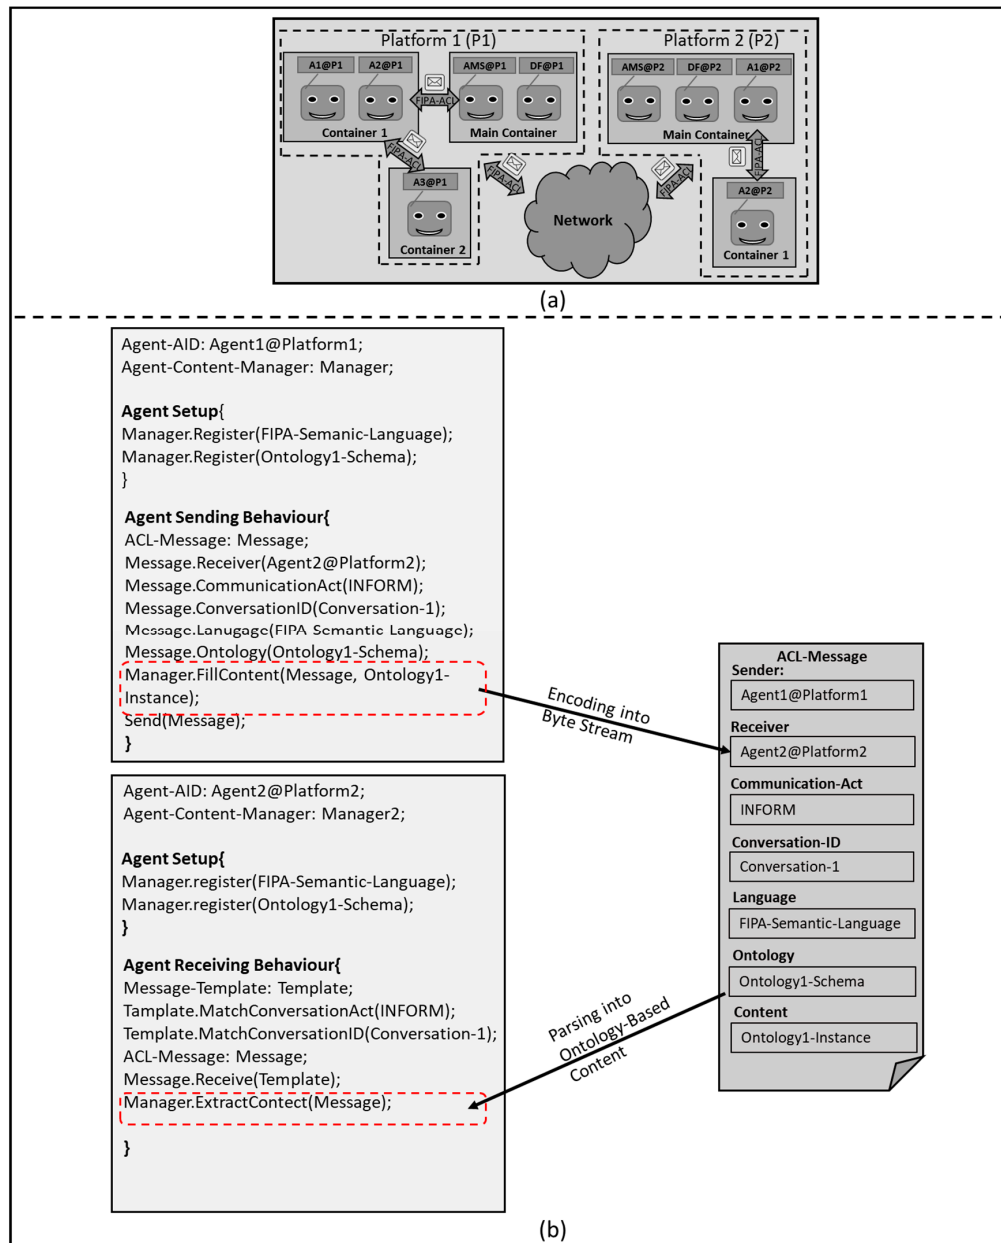 Platform 1 (P1)
Platform 2 (P2)
A1@P1
A2@P1
AMS@P1
DF@P1
AMS@P2
DF@P2
A1@P2
FIPA-ACL
Container 1
Main Container
Main Container
FIPA-ACL
FIPA-ACL
FIPA-ACL
FIPA-ACL
A3@P1
A2@P2
Network
Container 2
Container 1
(a)
Agent-AID: Agent1@Platform1;
Agent-Content-Manager: Manager;
Agent Setup{
Manager.Register(FIPA-Semanic-Language);
Manager.Register(Ontology1-Schema);
}
Agent Sending Behaviour{
ACL-Message: Message;
Message.Receiver(Agent2@Platform2);
Message.CommunicationAct(INFORM);
Message.ConversationID(Conversation-1);
Message.Lanugage(FIPA Semantic Language);
Message.Ontology(Ontology1-Schema);
Manager.FillContent(Message, Ontology1-
Instance);
Send(Message);
}
Encoding into
Byte Stream
ACL-Message
Sender:
Agent1@Platform1
Receiver
Agent2@Platform2
Communication-Act
INFORM
Conversation-ID
Conversation-1
Language
FIPA-Semantic-Language
Ontology
Ontology1-Schema
Content
Ontology1-Instance
Agent-AID: Agent2@Platform2;
Agent-Content-Manager: Manager2;
Agent Setup{
Manager.register(FIPA-Semantic-Language);
Manager.register(Ontology1-Schema);
}
Agent Receiving Behaviour{
Message-Template: Template;
Tamplate.MatchConversationAct(INFORM);
Template.MatchConversationID(Conversation-1);
ACL-Message: Message;
Message.Receive(Template);
Manager.ExtractContect(Message);
}
Parsing into
Ontology-Based
Content
(b)